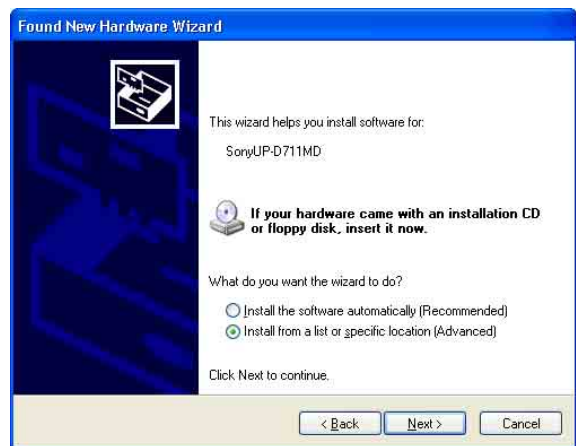 Found New Hardware Wizard
This wizard helps you install software for:
SonyUP-D711MD
If your hardware came with an installation CD
or floppy disk, insert it now.
What do you want the wizard to do?
Install the software automatically (Recommended)
Install from a list or specific location (Advanced)
Click Next to continue.
< Back Next > Cancel